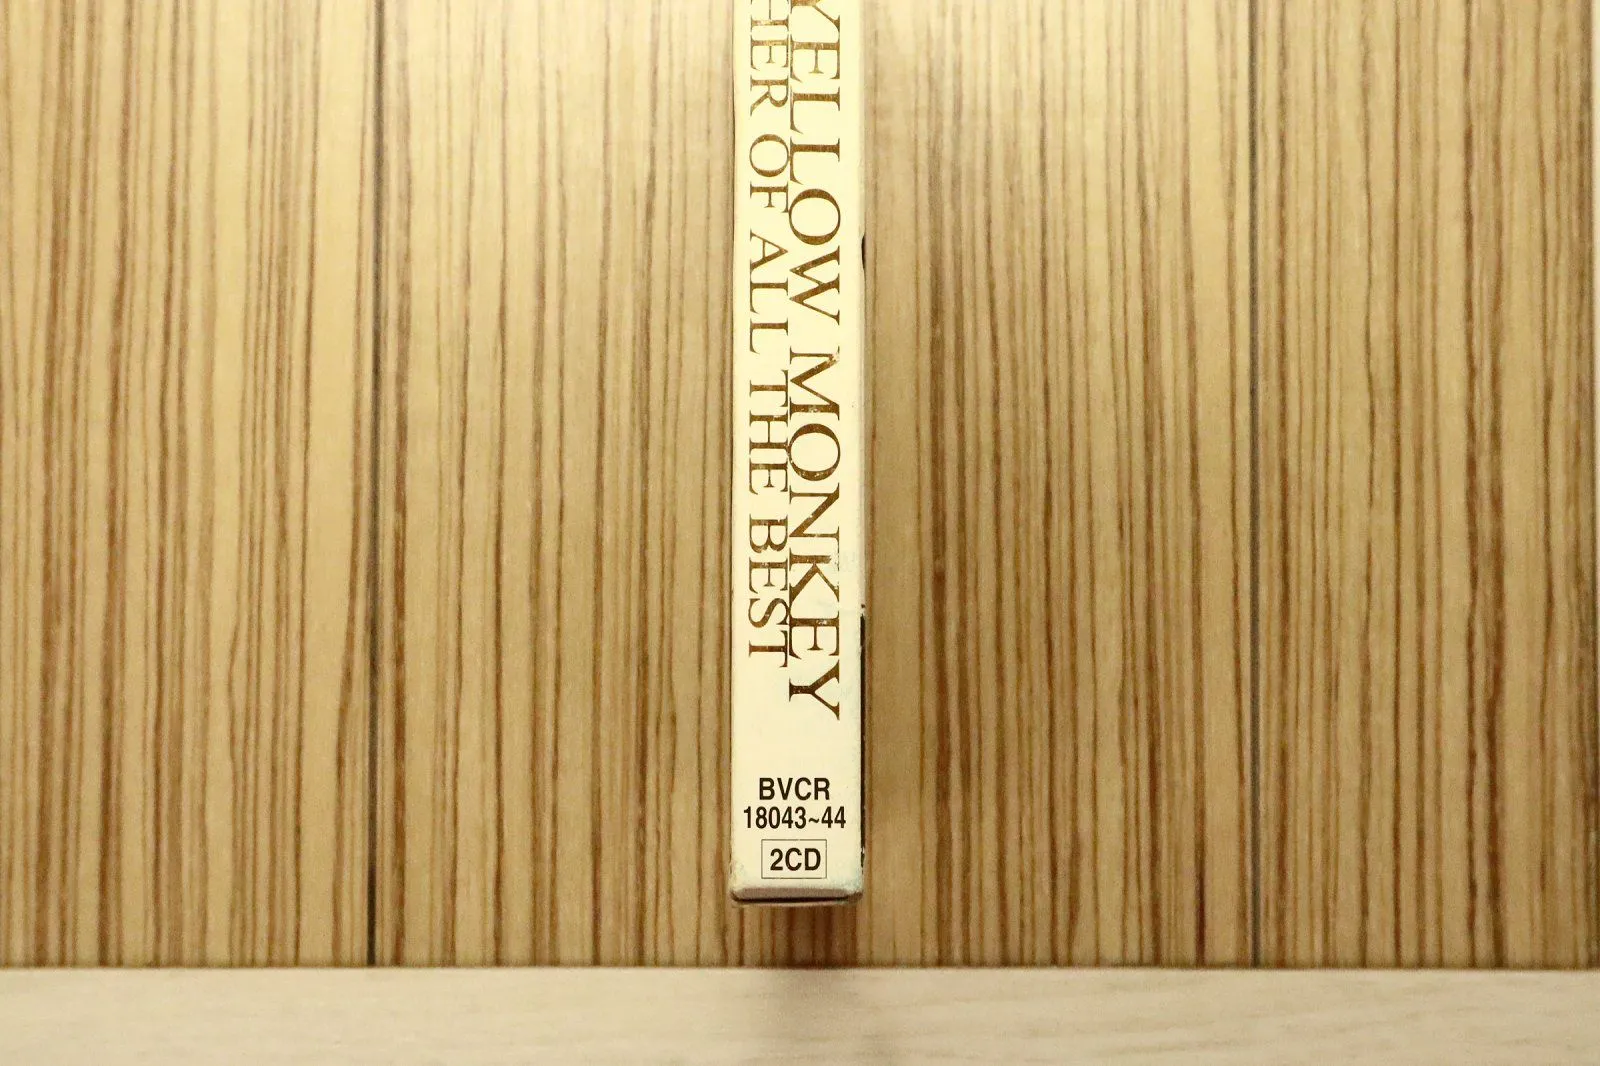 YELLOW MONKEY
HER OF ALL THE BEST
BVCR
18043~44
2CD